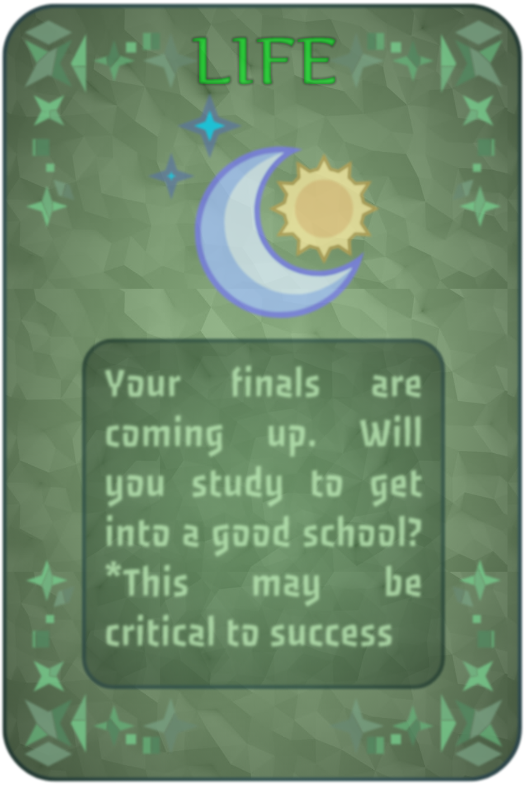 LIFE
Your finals are
coming up. Will
you study to get
into a good school?
*This may be
critical to success